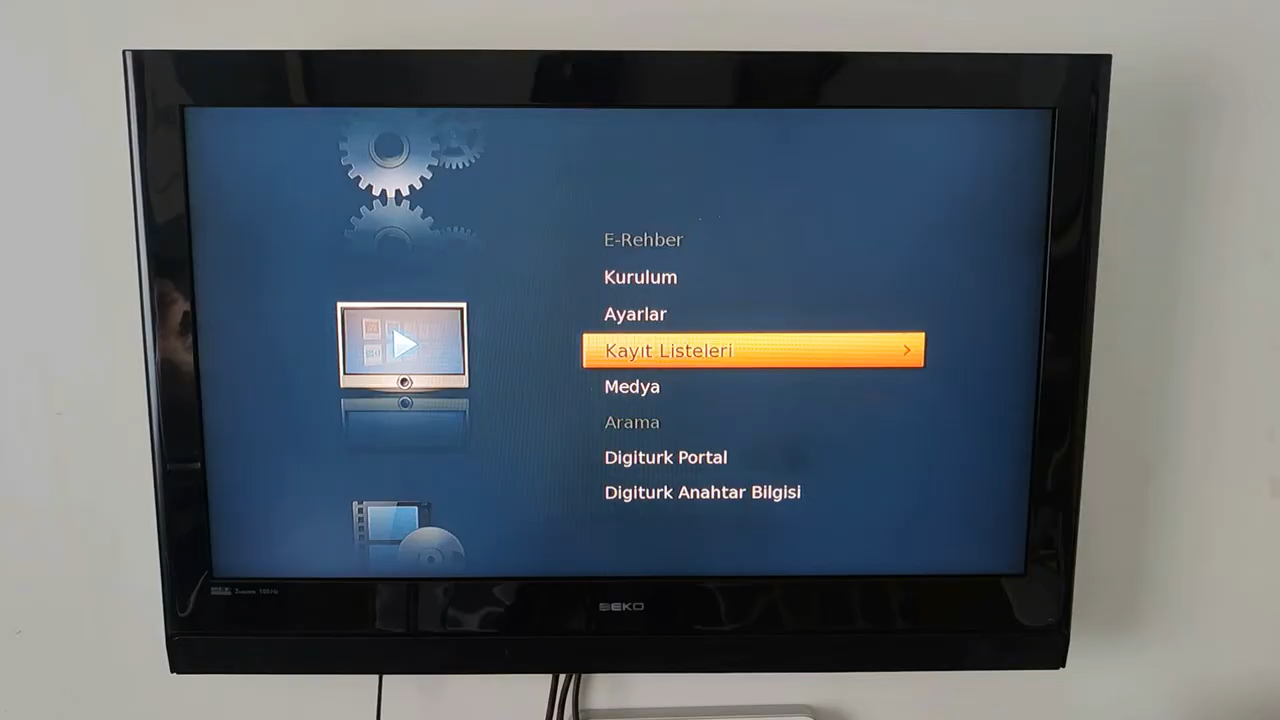 E-Rehber
Kurulum
Ayarlar
Kayıt Listeleri
Medya
Arama
Digiturk Portal
Digiturk Anahtar Bilgisi
BEKO